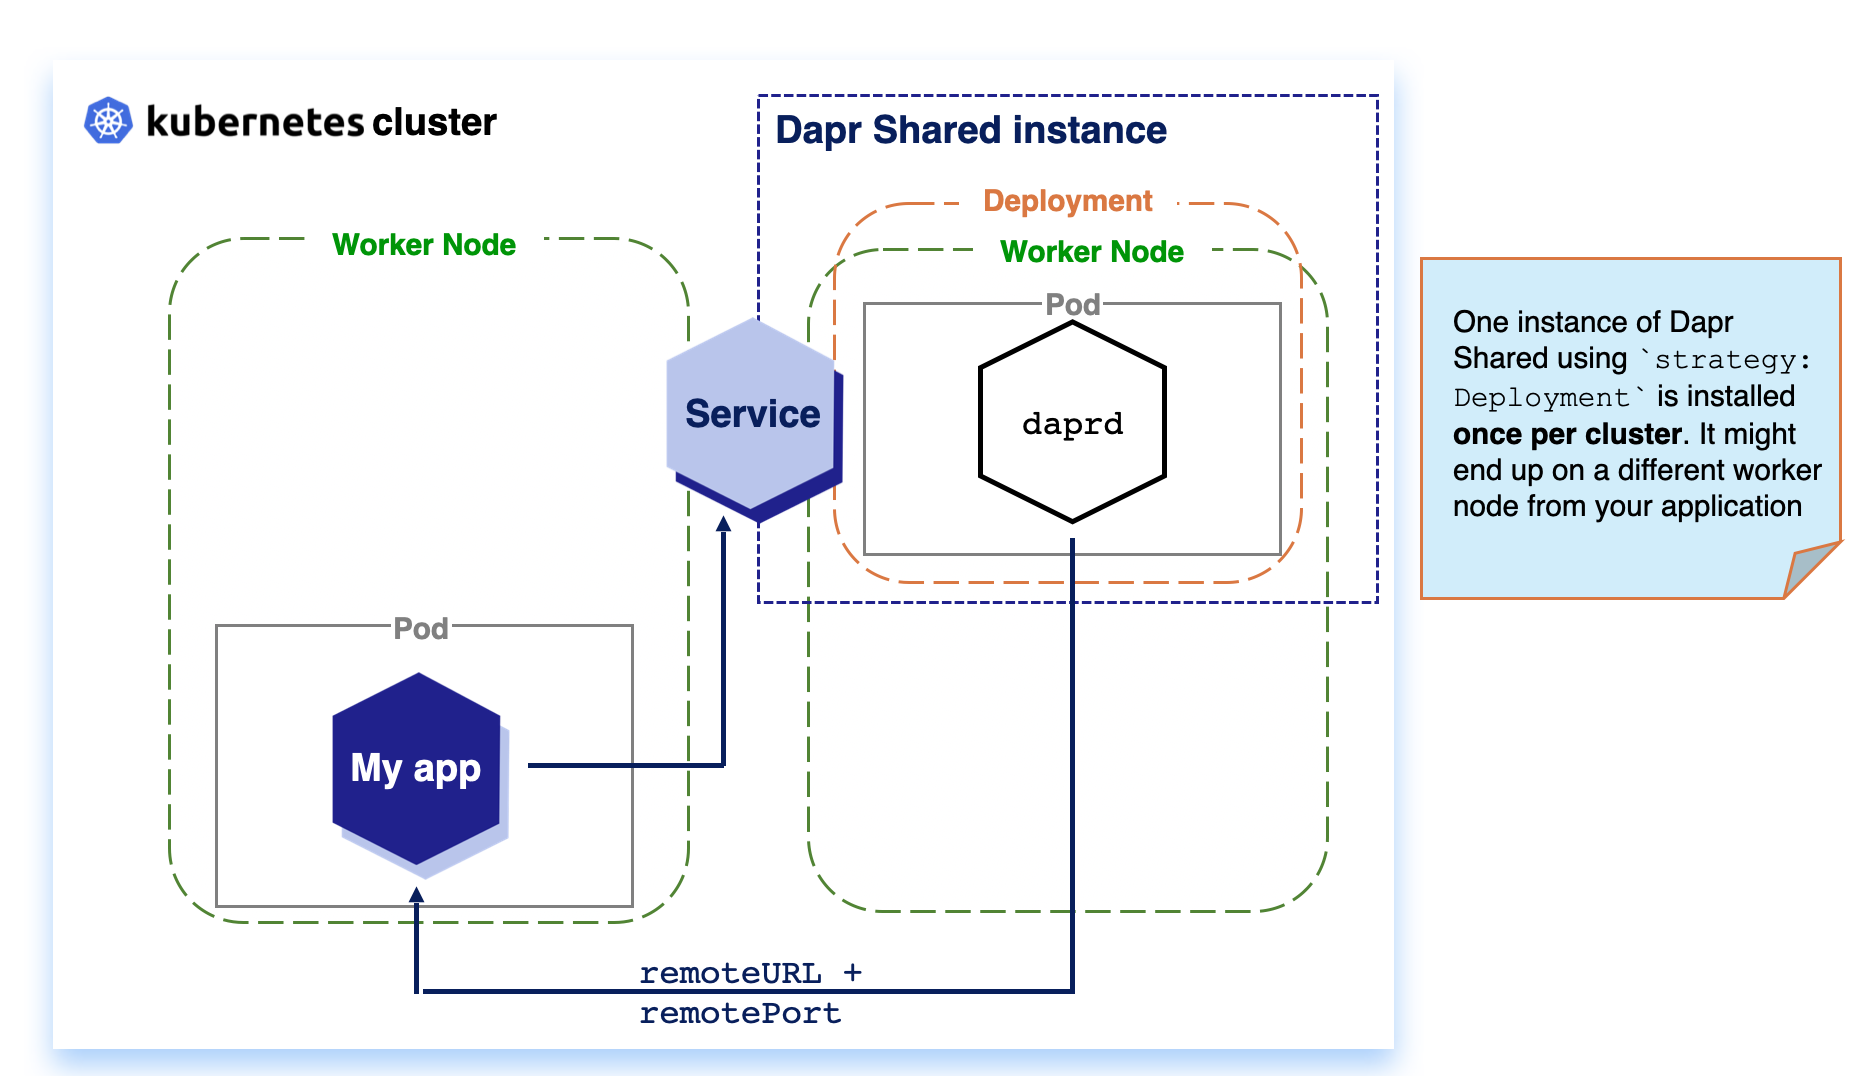 kubernetes cluster
Dapr Shared instance
Deployment
Worker Node
Worker Node
Pod
Service
daprd
One instance of Dapr
Shared using `strategy:
Deployment` is installed
once per cluster. It might
end up on a different worker
node from your application
Pod
My app
remoteURL +
remotePort